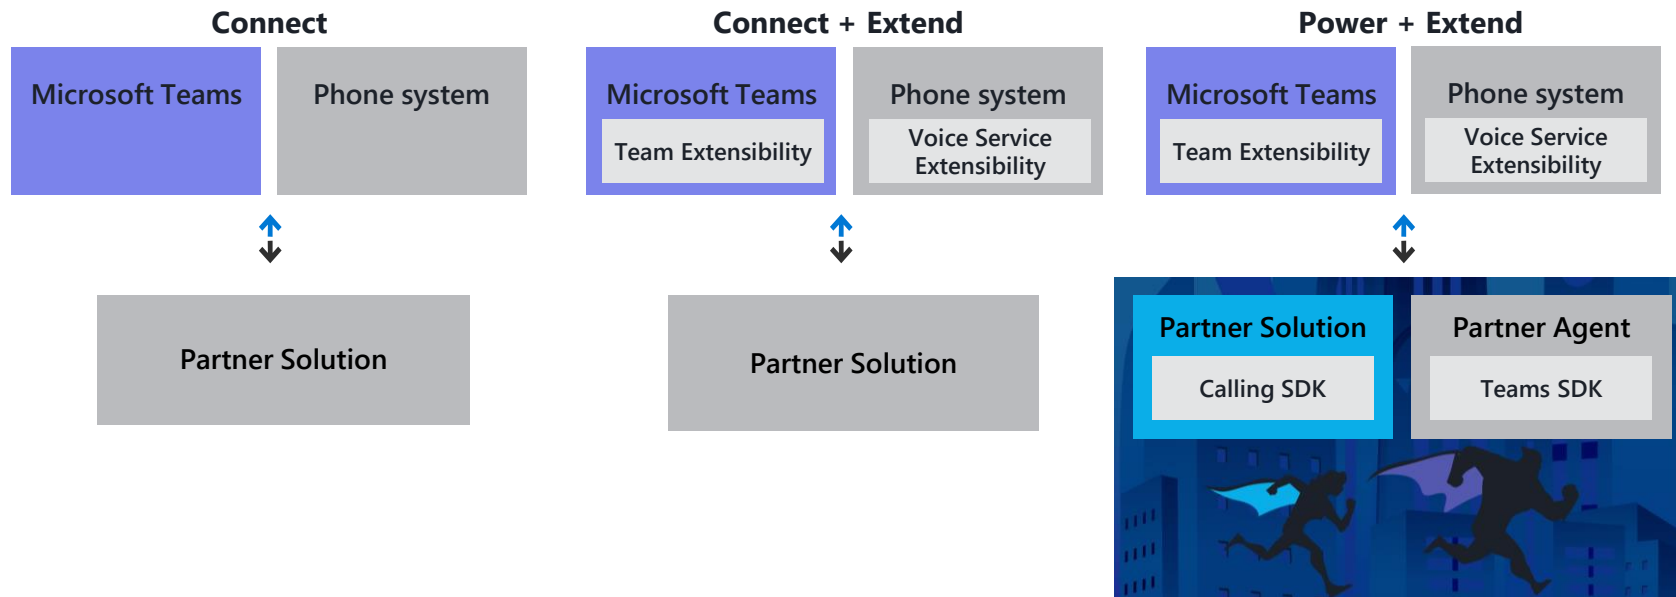 Connect
Microsoft Teams
Phone system
Partner Solution
Connect + Extend
Microsoft Teams
Team Extensibility
Phone system
Voice Service
Extensibility
Partner Solution
Power + Extend
Microsoft Teams
Team Extensibility
Phone system
Voice Service
Extensibility
Partner Solution
Calling SDK
Partner Agent
Teams SDK